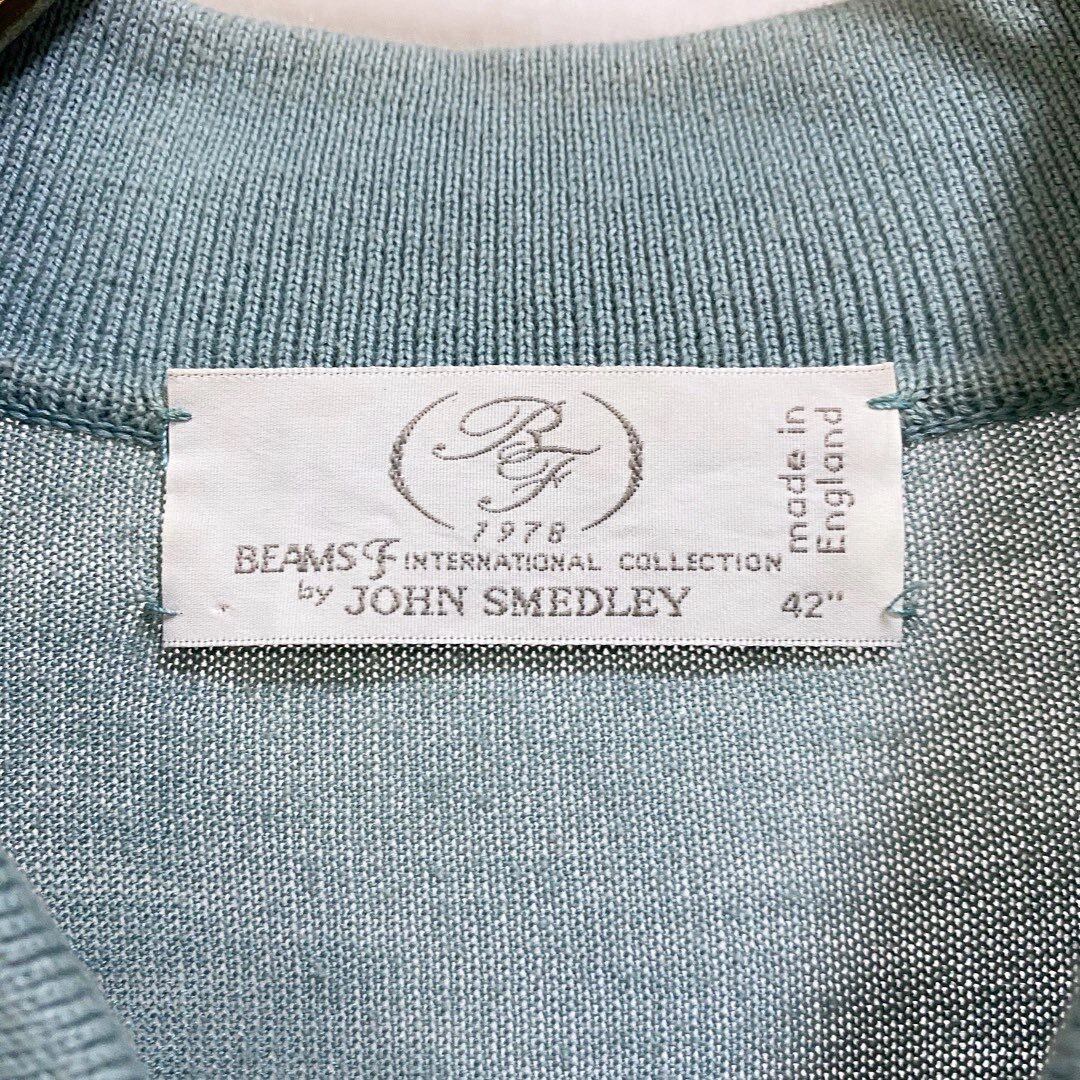 BF
1978
BEAMS F INTERNATIONAL COLLECTION
by JOHN SMEDLEY
42"
made in
England